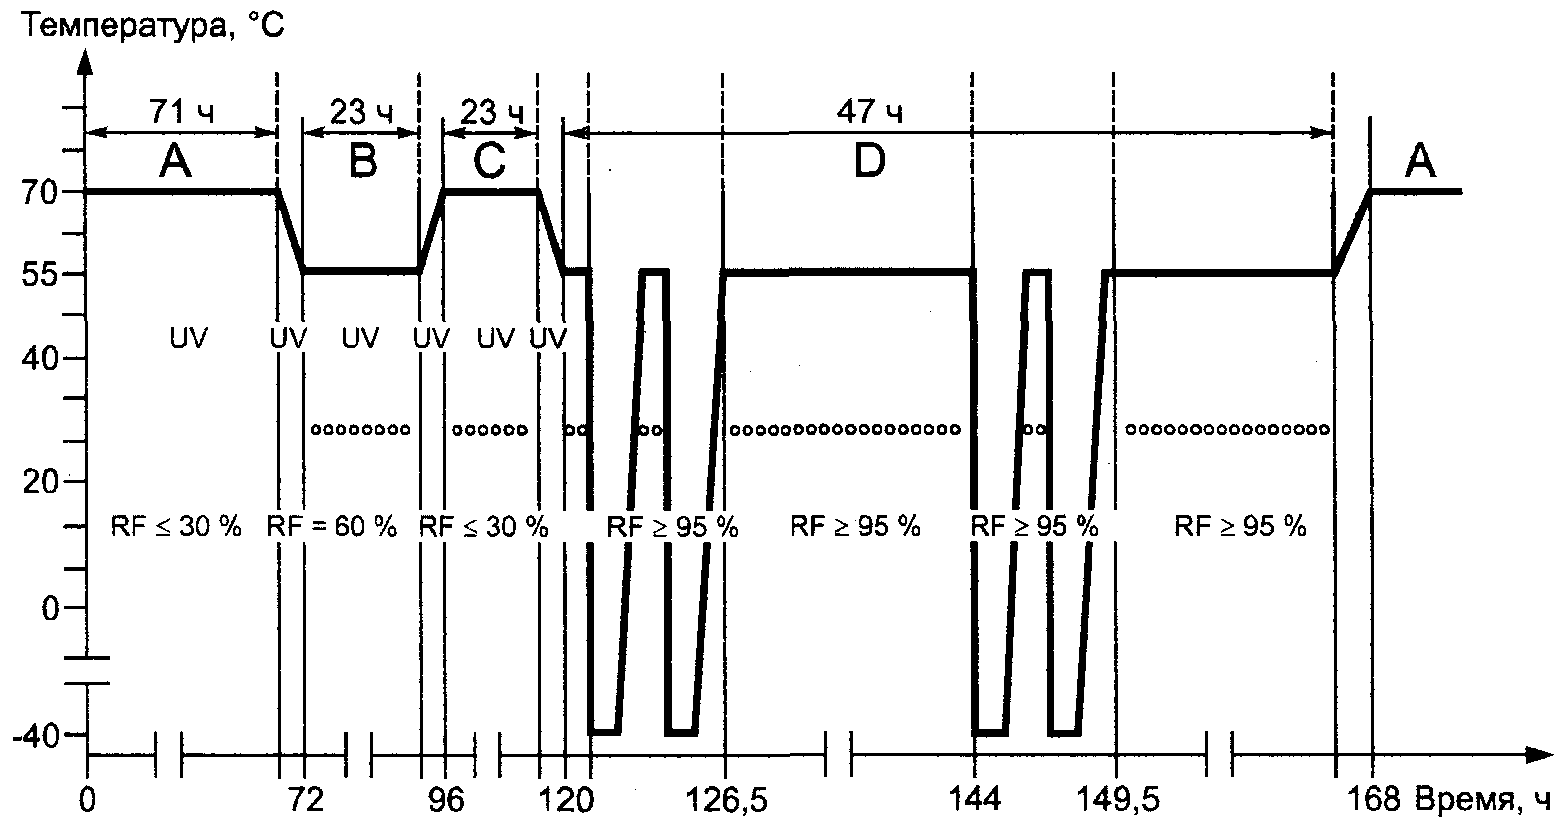 Температура, °C
71 ч 23 ч 23 ч 47 ч
A B C D A
70
55
UV UV UV UV UV UV
40
20
RF ≤ 30 % RF = 60 % RF ≤ 30 % RF ≥ 95 % RF ≥ 95 % RF ≥ 95 % RF ≥ 95 %
0
-40
0 72 96 120 126,5 144 149,5 168 Время, ч